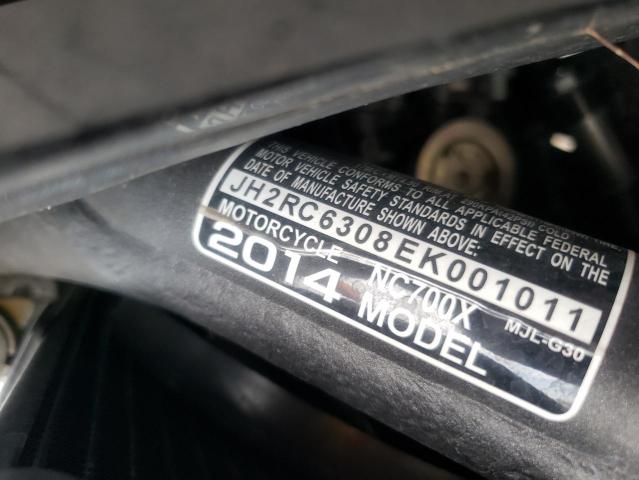 THIS VEHICLE CONFORMS TO ALL APPLICABLE FEDERAL
MOTOR VEHICLE SAFETY STANDARDS IN EFFECT ON THE
DATE OF MANUFACTURE SHOWN ABOVE:
JH2RC6308EK001011
MOTORCYCLE NC700X MJL-G30
2014 MODEL